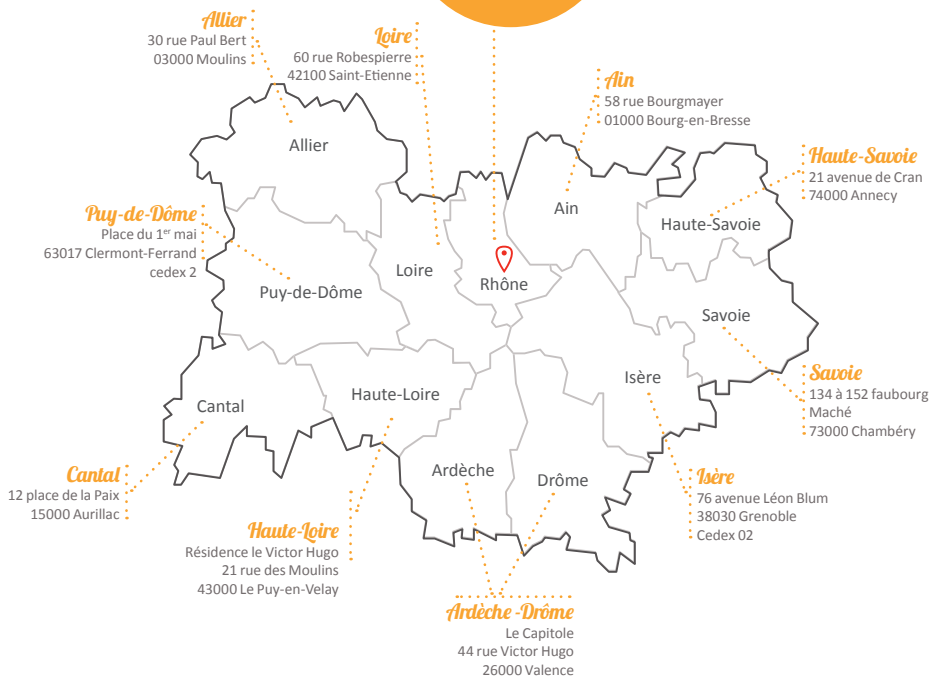 Allier
30 rue Paul Bert
03000 Moulins
Loire
60 rue Robespierre
42100 Saint-Etienne
Ain
58 rue Bourgmayer
01000 Bourg-en-Bresse
Haute-Savoie
21 avenue de Cran
74000 Annecy
Puy-de-Dôme
Place du 1er mai
63017 Clermont-Ferrand
cedex 2
Allier
Ain
Haute-Savoie
Loire
Rhône
Puy-de-Dôme
Savoie
Isère
Haute-Loire
Cantal
Ardèche
Drôme
Savoie
134 à 152 faubourg
Maché
73000 Chambéry
Cantal
12 place de la Paix
15000 Aurillac
Isère
76 avenue Léon Blum
38030 Grenoble
Cedex 02
Haute-Loire
Résidence le Victor Hugo
21 rue des Moulins
43000 Le Puy-en-Velay
Ardèche -Drôme
Le Capitole
44 rue Victor Hugo
26000 Valence